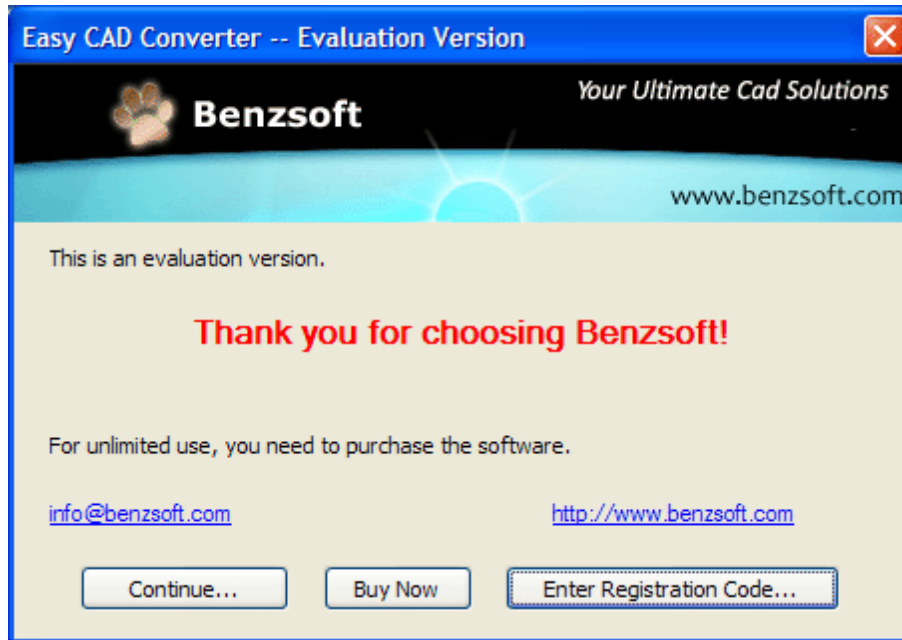 Easy CAD Converter -- Evaluation Version
Your Ultimate Cad Solutions
Benzsoft
www.benzsoft.com
This is an evaluation version.
Thank you for choosing Benzsoft!
For unlimited use, you need to purchase the software.
info@benzsoft.com http://www.benzsoft.com
Continue... Buy Now Enter Registration Code...